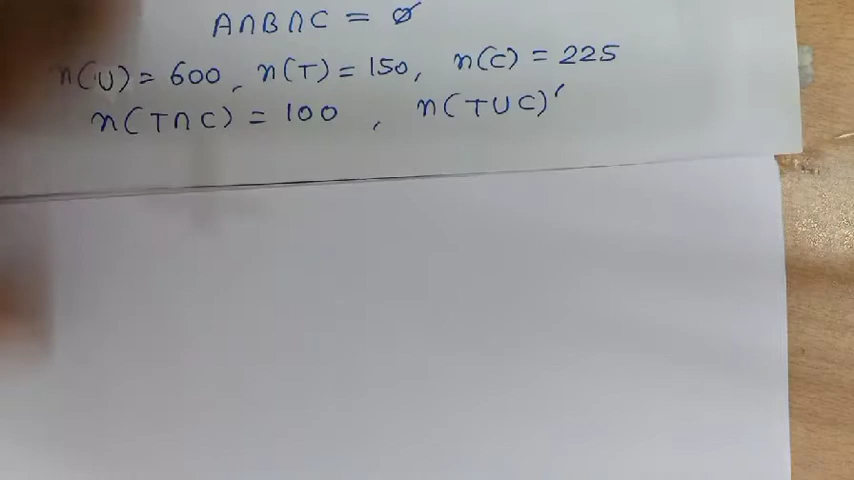 A∩B∩C = ∅
n(U) = 600, n(T) = 150, n(C) = 225
n(T∩C) = 100, n(T∪C)'